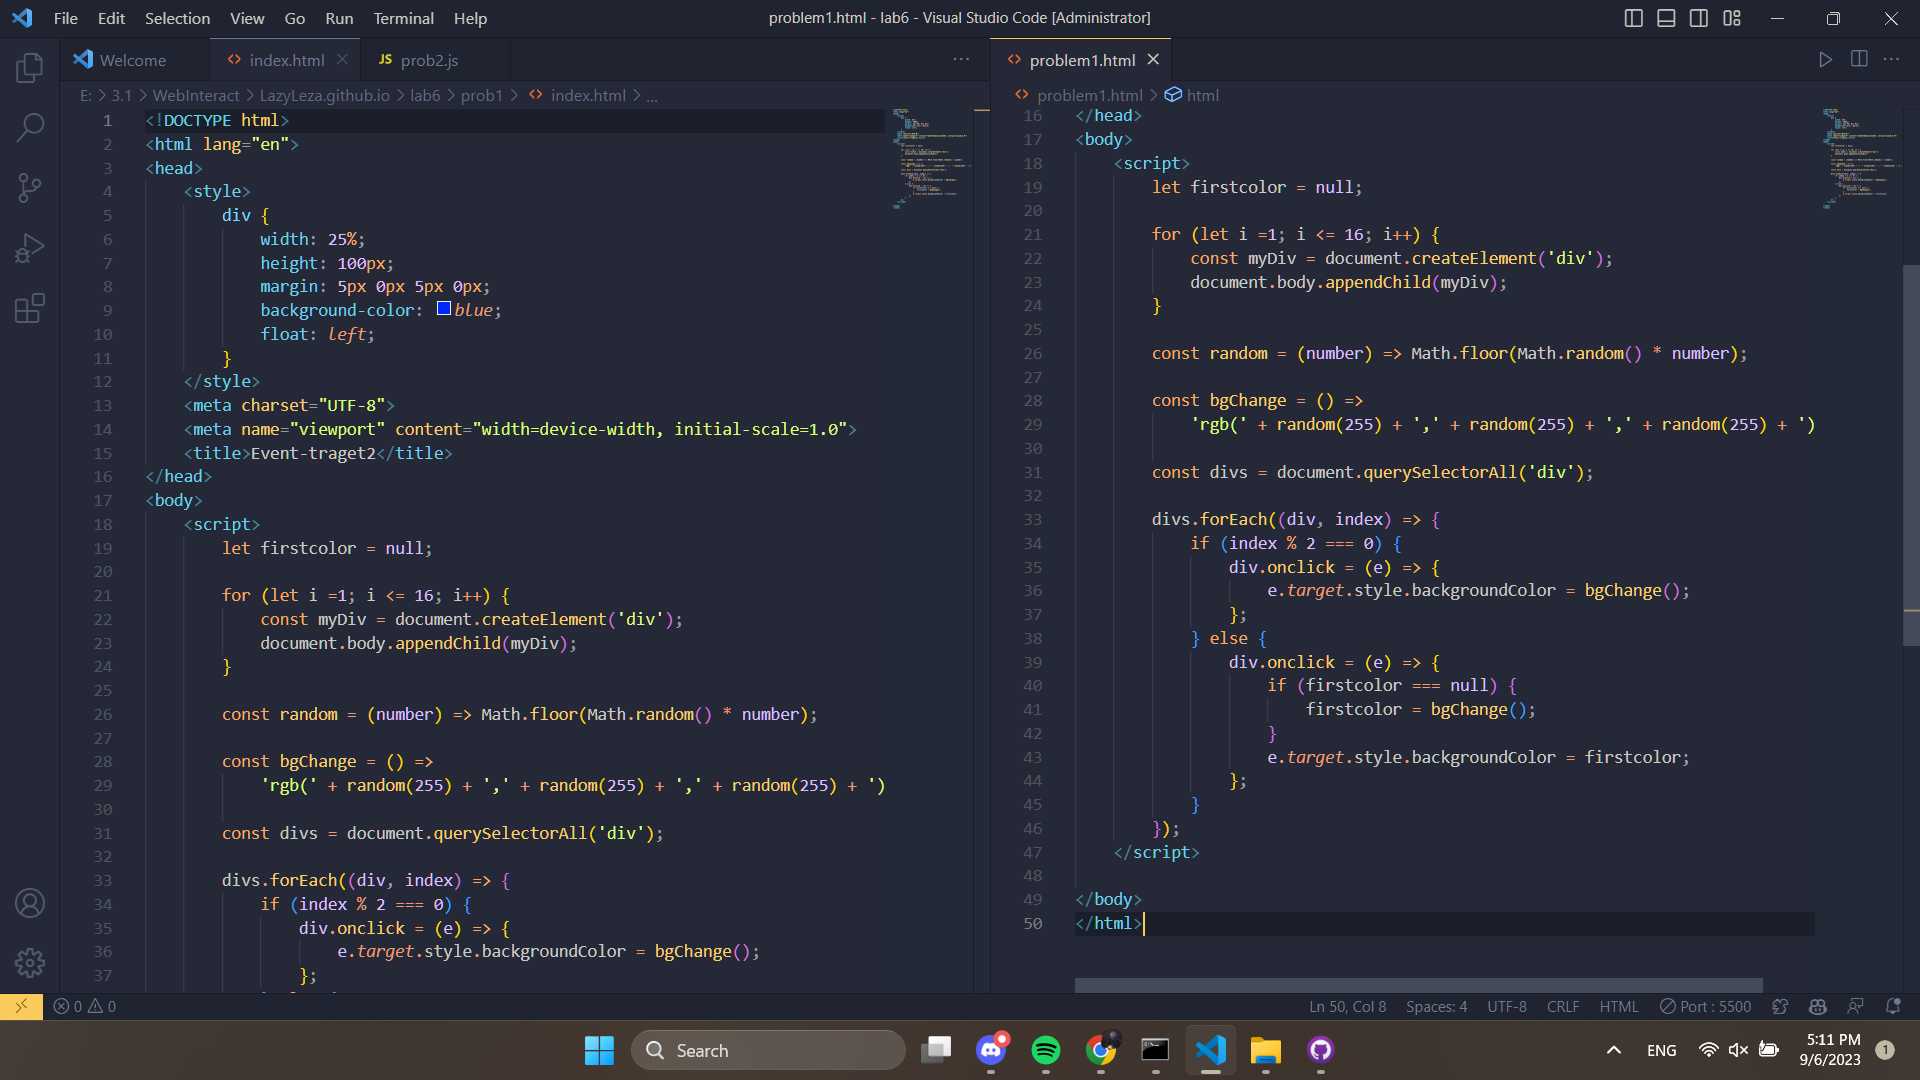 File Edit Selection View Go Run Terminal Help
problem1.html - lab6 - Visual Studio Code [Administrator]
Welcome
<> index.html
JS prob2.js
E: > 3.1 > WebInteract > LazyLeza.github.io > lab6 > prob1 > <> index.html > ...
1 <!DOCTYPE html>
2 <html lang="en">
3 <head>
4 <style>
5 div {
6 width: 25%;
7 height: 100px;
8 margin: 5px 0px 5px 0px;
9 background-color: blue;
10 float: left;
11 }
12 </style>
13 <meta charset="UTF-8">
14 <meta name="viewport" content="width=device-width, initial-scale=1.0">
15 <title>Event-traget2</title>
16 </head>
17 <body>
18 <script>
19 let firstcolor = null;
20
21 for (let i =1; i <= 16; i++) {
22 const myDiv = document.createElement('div');
23 document.body.appendChild(myDiv);
24 }
25
26 const random = (number) => Math.floor(Math.random() * number);
27
28 const bgChange = () =>
29 'rgb(' + random(255) + ',' + random(255) + ',' + random(255) + ')
30
31 const divs = document.querySelectorAll('div');
32
33 divs.forEach((div, index) => {
34 if (index % 2 === 0) {
35 div.onclick = (e) => {
36 e.target.style.backgroundColor = bgChange();
37 };
<> problem1.html
<> problem1.html > html
16 </head>
17 <body>
18 <script>
19 let firstcolor = null;
20
21 for (let i =1; i <= 16; i++) {
22 const myDiv = document.createElement('div');
23 document.body.appendChild(myDiv);
24 }
25
26 const random = (number) => Math.floor(Math.random() * number);
27
28 const bgChange = () =>
29 'rgb(' + random(255) + ',' + random(255) + ',' + random(255) + ')
30
31 const divs = document.querySelectorAll('div');
32
33 divs.forEach((div, index) => {
34 if (index % 2 === 0) {
35 div.onclick = (e) => {
36 e.target.style.backgroundColor = bgChange();
37 };
38 } else {
39 div.onclick = (e) => {
40 if (firstcolor === null) {
41 firstcolor = bgChange();
42 }
43 e.target.style.backgroundColor = firstcolor;
44 };
45 }
46 });
47 </script>
48
49 </body>
50 </html>
0 0
Ln 50, Col 8 Spaces: 4 UTF-8 CRLF HTML Port : 5500
Search
ENG
5:11 PM
9/6/2023
1